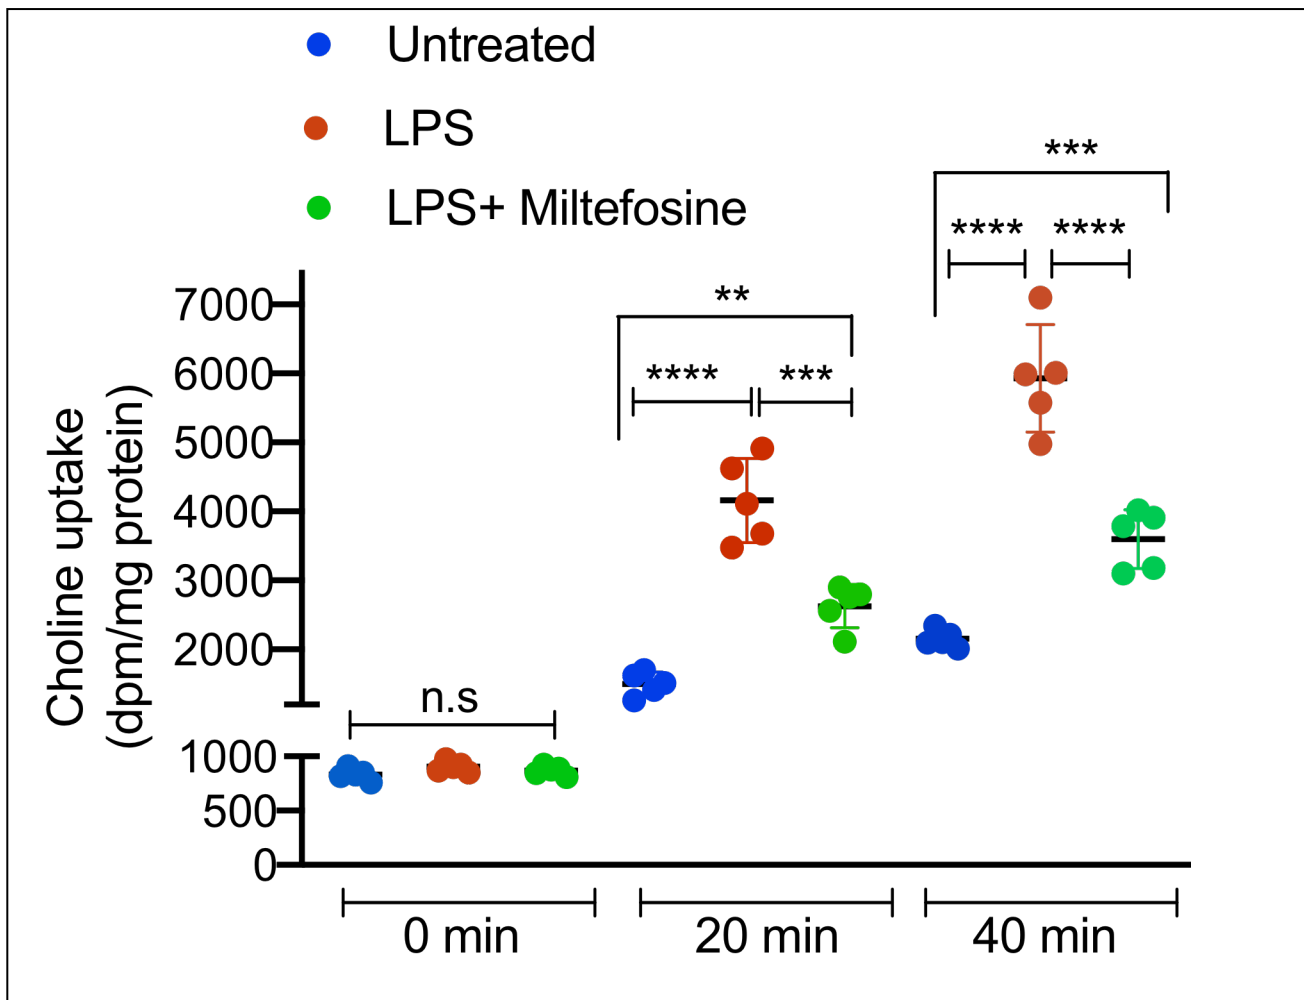 Untreated
LPS
LPS+ Miltefosine
***
**** ****
**
**** ***
7000
6000
5000
4000
3000
2000
1000
500
0
Choline uptake
(dpm/mg protein)
n.s
0 min 20 min 40 min